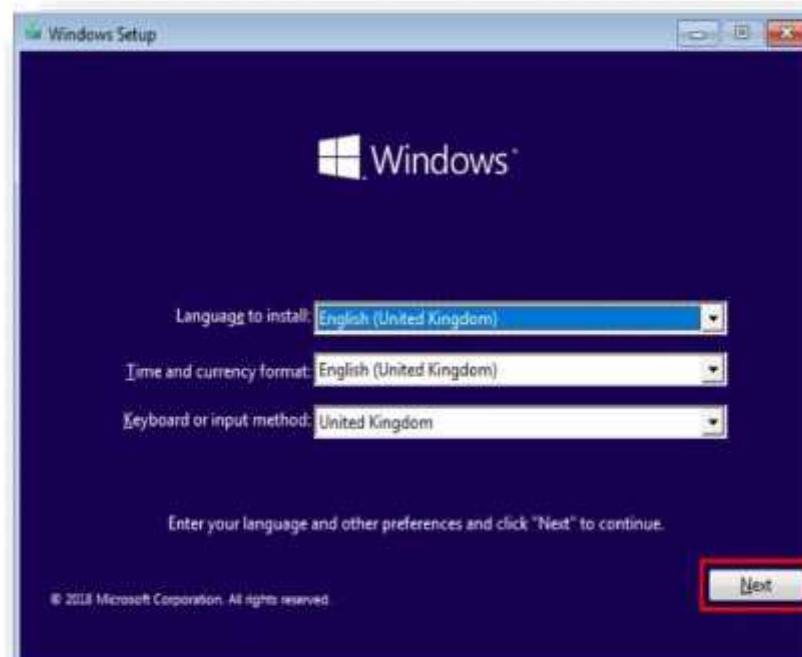 Windows Setup
Windows
Language to install: English (United Kingdom)
Time and currency format: English (United Kingdom)
Keyboard or input method: United Kingdom
Enter your language and other preferences and click "Next" to continue.
Next
© 2018 Microsoft Corporation. All rights reserved.